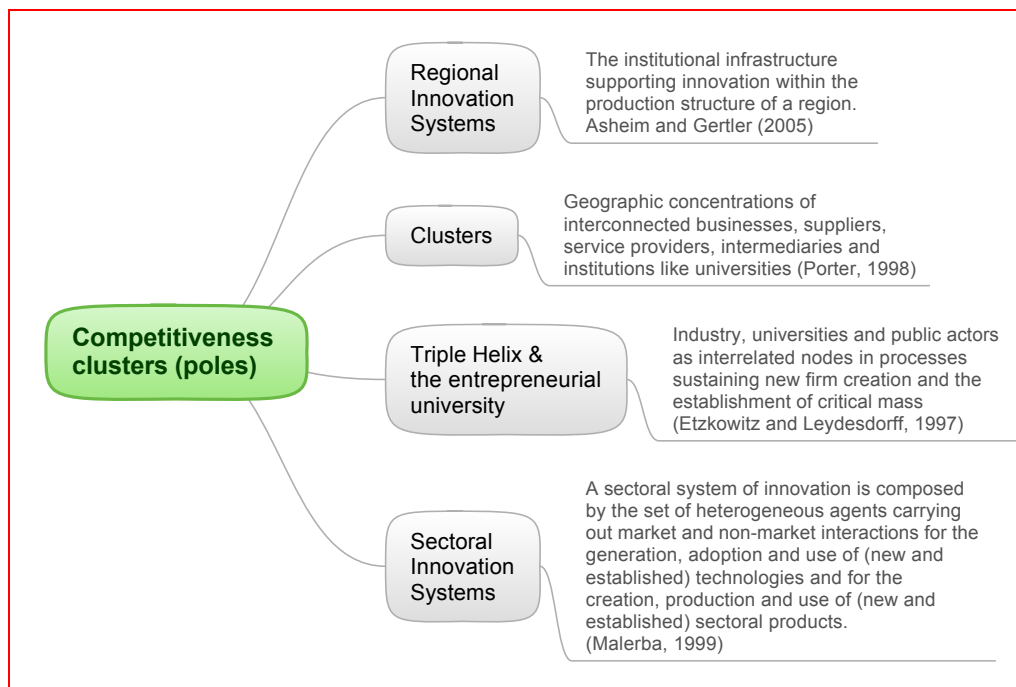 Competitiveness
clusters (poles)
Regional
Innovation
Systems
The institutional infrastructure
supporting innovation within the
production structure of a region.
Asheim and Gertler (2005)
Clusters
Geographic concentrations of
interconnected businesses, suppliers,
service providers, intermediaries and
institutions like universities (Porter, 1998)
Triple Helix &
the entrepreneurial
university
Industry, universities and public actors
as interrelated nodes in processes
sustaining new firm creation and the
establishment of critical mass
(Etzkowitz and Leydesdorff, 1997)
Sectoral
Innovation
Systems
A sectoral system of innovation is composed
by the set of heterogeneous agents carrying
out market and non-market interactions for the
generation, adoption and use of (new and
established) technologies and for the
creation, production and use of (new and
established) sectoral products.
(Malerba, 1999)